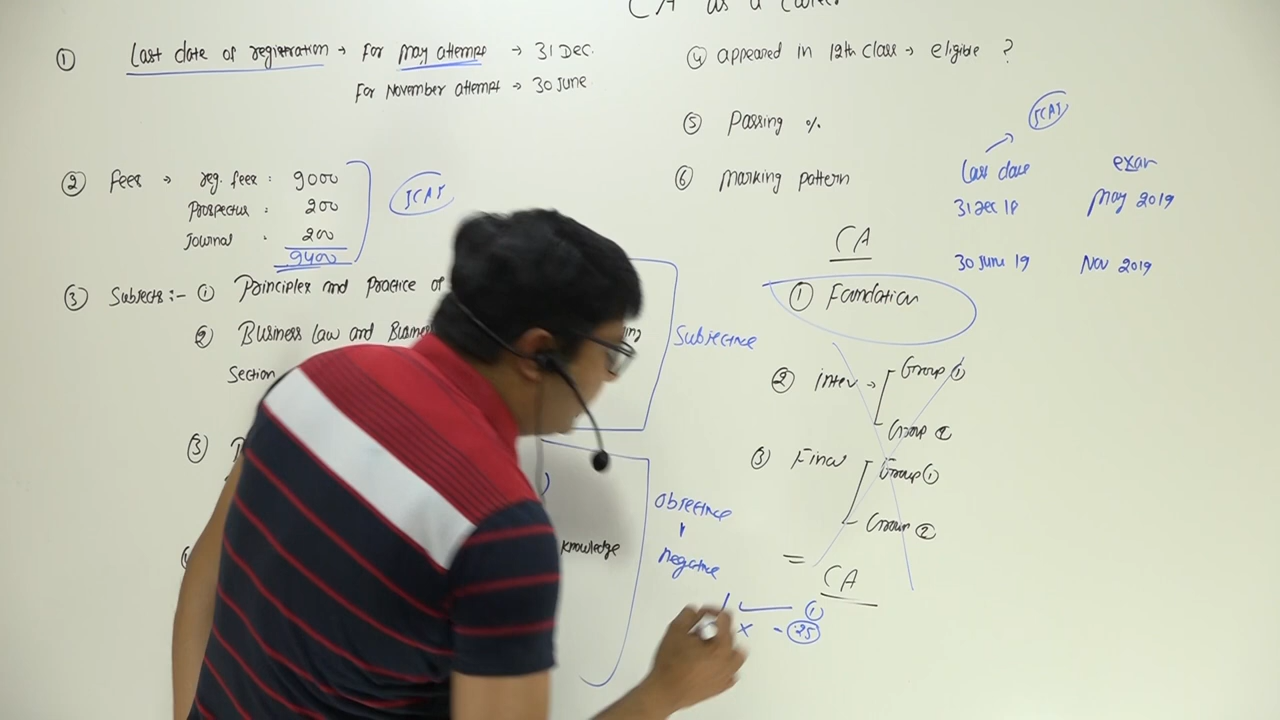 CA as a career
① Last date of registration → For May attempt → 31 Dec.
For November attempt → 30 June
② Fees → reg. fees : 9000
Prospectus : 200
Journal : 200
9400
ICAI
③ Subjects :- ① Principles and Practice of
② Business Law and Business
Section
③
Subjective
knowledge
Objective
Negative
①
x - .25
④ appeared in 12th class → eligible ?
⑤ Passing %
⑥ Marking pattern
ICAI
Last date exam
31 Dec 18 May 2019
30 June 19 Nov 2019
CA
① Foundation
② Inter → Group ①
Group ②
③ Final Group ①
Group ②
= CA